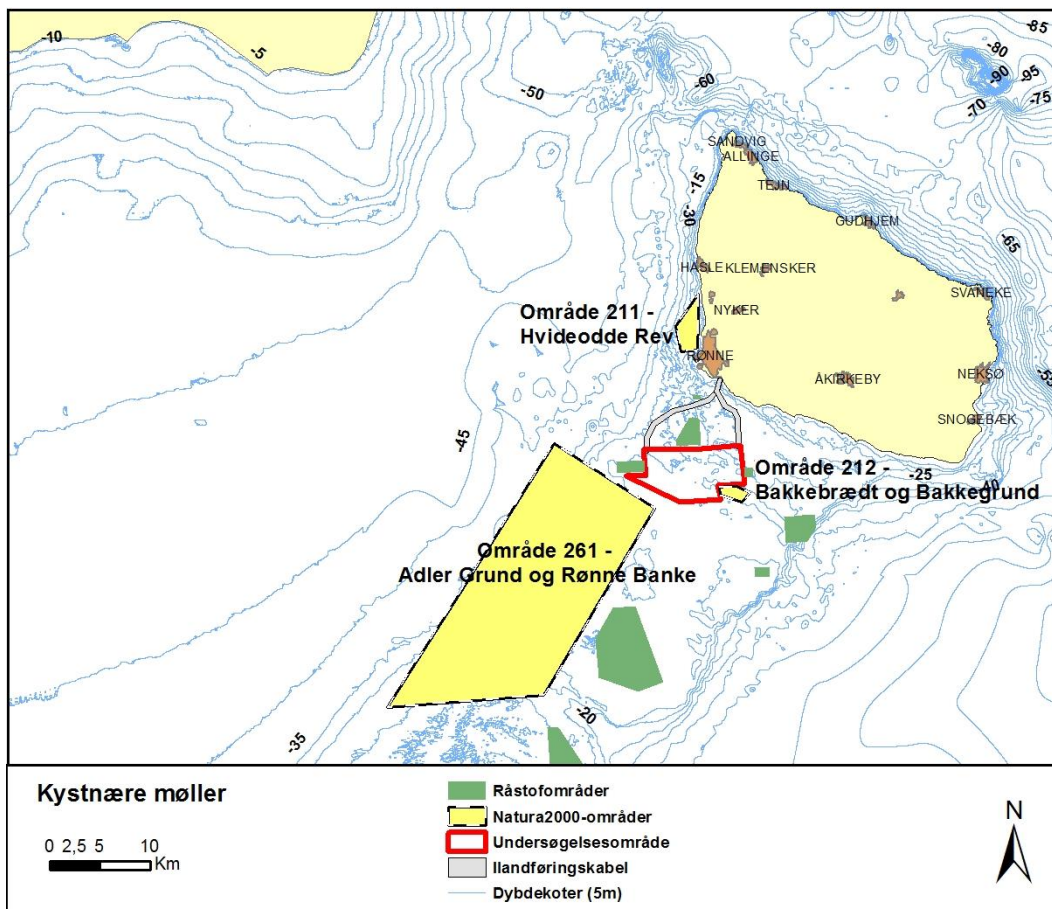 -10
-5
-50
-60
-85
-80
-90
-95
-75
-70
SANDVIG
ALLINGE
TEJN
-15
-30
GUDHJEM
-65
HASLE
KLEMENSKER
SVANEKE
Område 211 -
Hvideodde Rev
NYKER
RØNNE
ÅKIRKEBY
NEKSØ
-55
SNOGEBÆK
-45
Område 212 -
Bakkebrædt og Bakkegrund
-25
-40
Område 261 -
Adler Grund og Rønne Banke
-20
-35
Kystnære møller
0 2,5 5 10
Km
Råstofområder
Natura2000-områder
Undersøgelsesområde
Ilandføringskabel
Dybdekoter (5m)
N